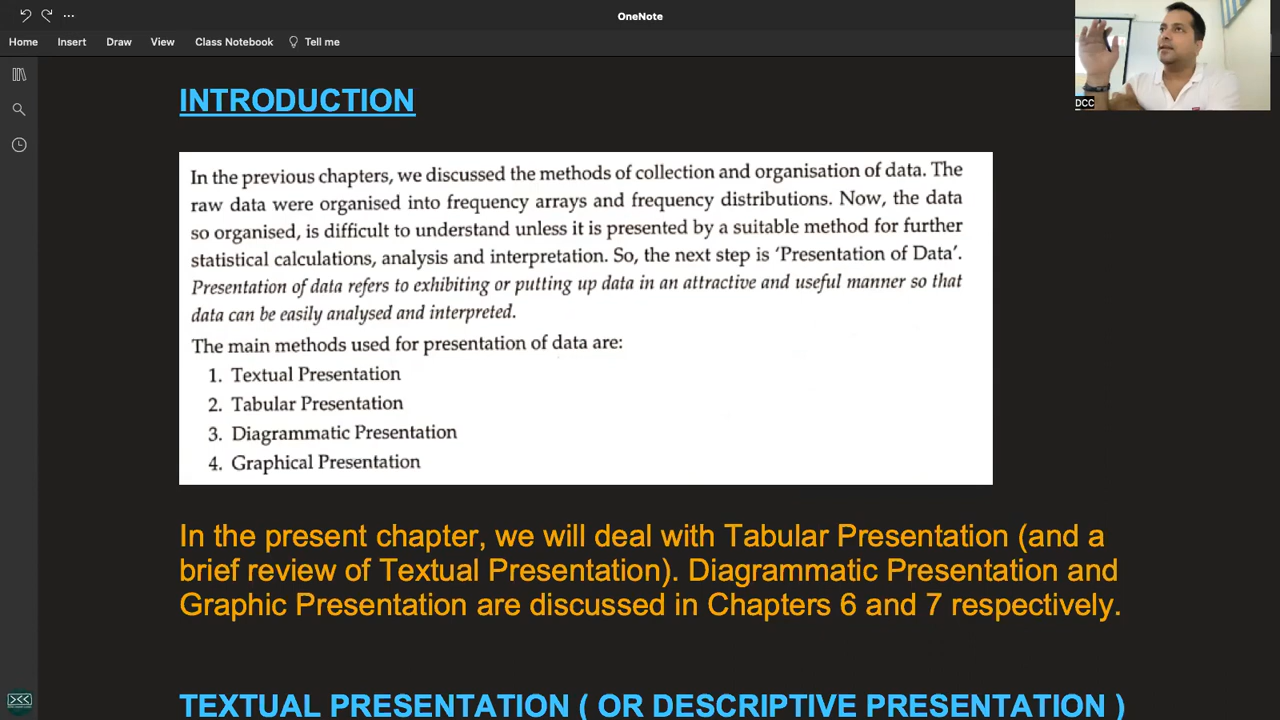 OneNote
Home Insert Draw View Class Notebook Tell me
DCC
INTRODUCTION
In the previous chapters, we discussed the methods of collection and organisation of data. The
raw data were organised into frequency arrays and frequency distributions. Now, the data
so organised, is difficult to understand unless it is presented by a suitable method for further
statistical calculations, analysis and interpretation. So, the next step is ‘Presentation of Data’.
Presentation of data refers to exhibiting or putting up data in an attractive and useful manner so that
data can be easily analysed and interpreted.
The main methods used for presentation of data are:
1. Textual Presentation
2. Tabular Presentation
3. Diagrammatic Presentation
4. Graphical Presentation
In the present chapter, we will deal with Tabular Presentation (and a
brief review of Textual Presentation). Diagrammatic Presentation and
Graphic Presentation are discussed in Chapters 6 and 7 respectively.
TEXTUAL PRESENTATION ( OR DESCRIPTIVE PRESENTATION )